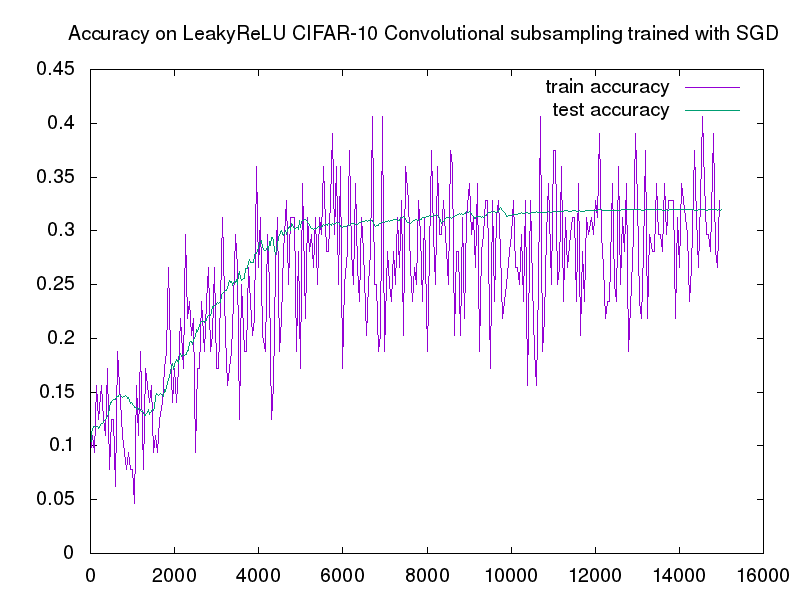 Accuracy on LeakyReLU CIFAR-10 Convolutional subsampling trained with SGD
0.45
0.4
0.35
0.3
0.25
0.2
0.15
0.1
0.05
0
train accuracy
test accuracy
0 2000 4000 6000 8000 10000 12000 14000 16000